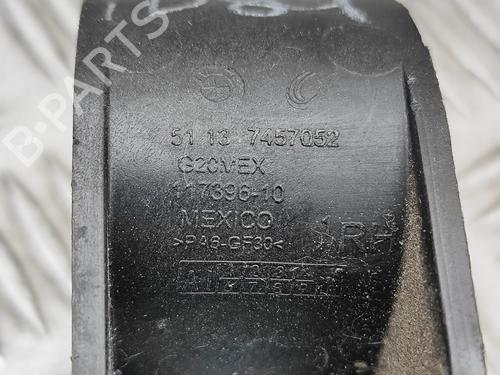 B-PARTS
51 13 7457052
G20MEX
117396-10
MEXICO
>PA6-GF30<
RH